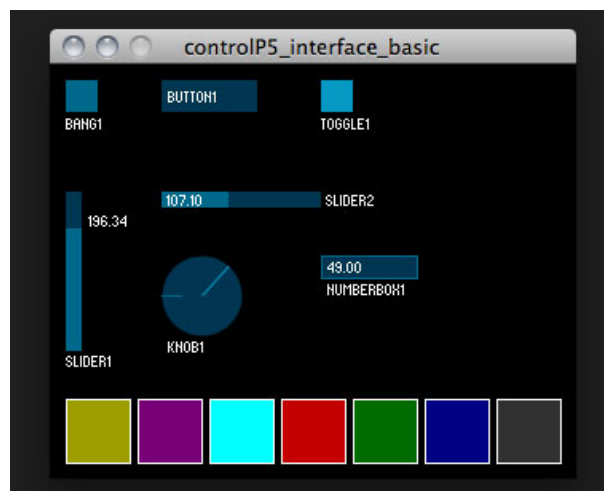 controlP5_interface_basic
BUTTON1
BANG1
TOGGLE1
107.10
SLIDER2
196.34
49.00
NUMBERBOX1
KNOB1
SLIDER1